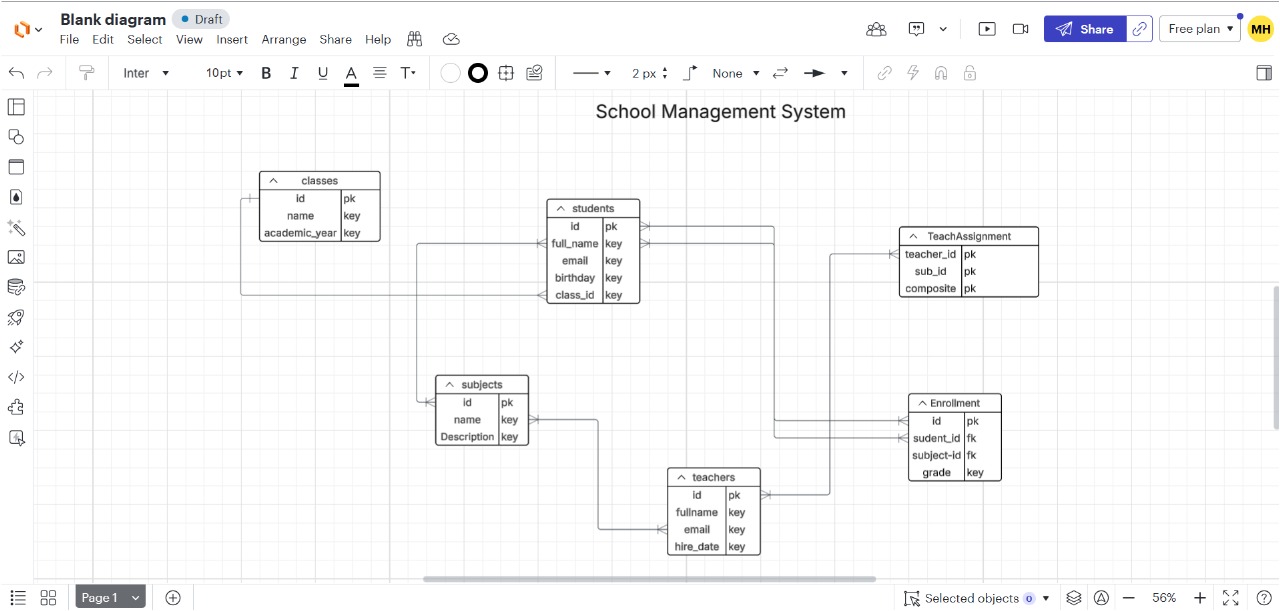 Blank diagram
Draft
File Edit Select View Insert Arrange Share Help
Share
Free plan
MH
Inter
10pt
B I U A T
2 px
None
School Management System
classes
id pk
name key
academic_year key
students
id pk
full_name key
email key
birthday key
class_id key
TeachAssignment
teacher_id pk
sub_id pk
composite pk
subjects
id pk
name key
Description key
Enrollment
id pk
sudent_id fk
subject-id fk
grade key
teachers
id pk
fullname key
email key
hire_date key
Page 1
Selected objects 0
56%